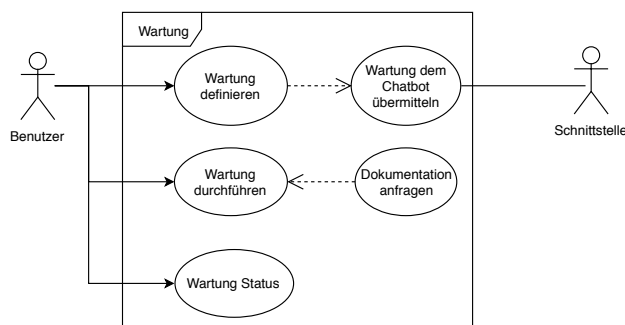 Wartung
Wartung
definieren
Wartung dem
Chatbot
übermitteln
Benutzer
Schnittstelle
Wartung
durchführen
Dokumentation
anfragen
Wartung Status